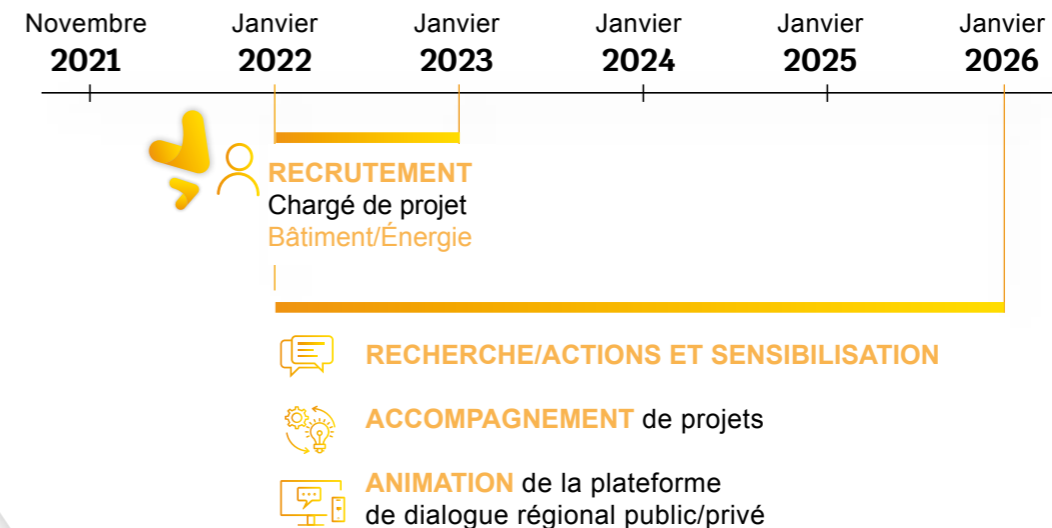 Novembre Janvier Janvier Janvier Janvier Janvier
2021 2022 2023 2024 2025 2026
RECRUTEMENT
Chargé de projet
Bâtiment/Énergie
RECHERCHE/ACTIONS ET SENSIBILISATION
ACCOMPAGNEMENT de projets
ANIMATION de la plateforme
de dialogue régional public/privé